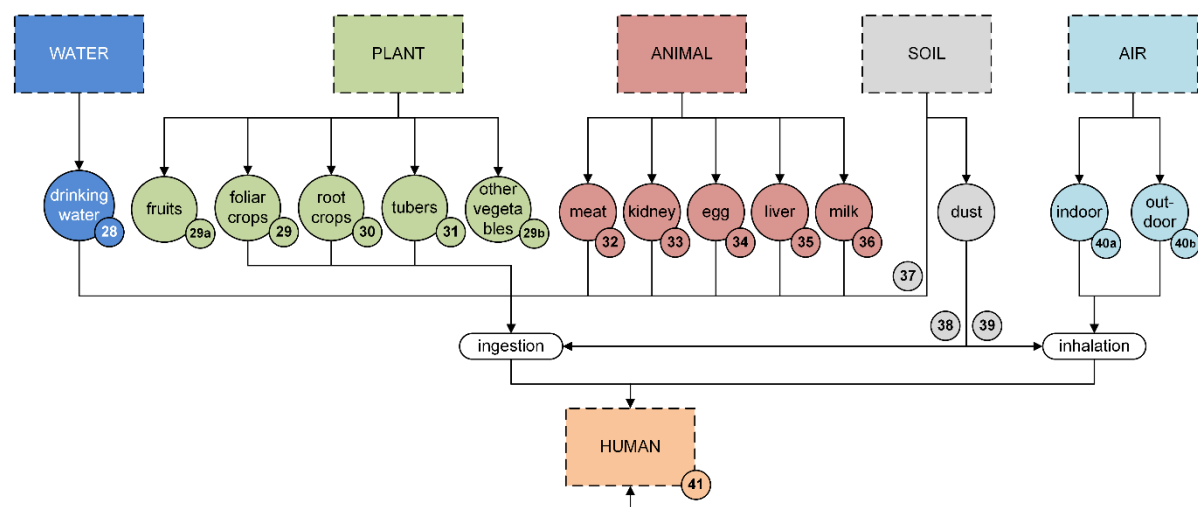 WATER
PLANT
ANIMAL
SOIL
AIR
drinking
water
28
fruits
29a
foliar
crops
29
root
crops
30
tubers
31
other
vegeta
bles
29b
meat
32
kidney
33
egg
34
liver
35
milk
36
dust
indoor
40a
out-
door
40b
37
38
39
ingestion
inhalation
HUMAN
41